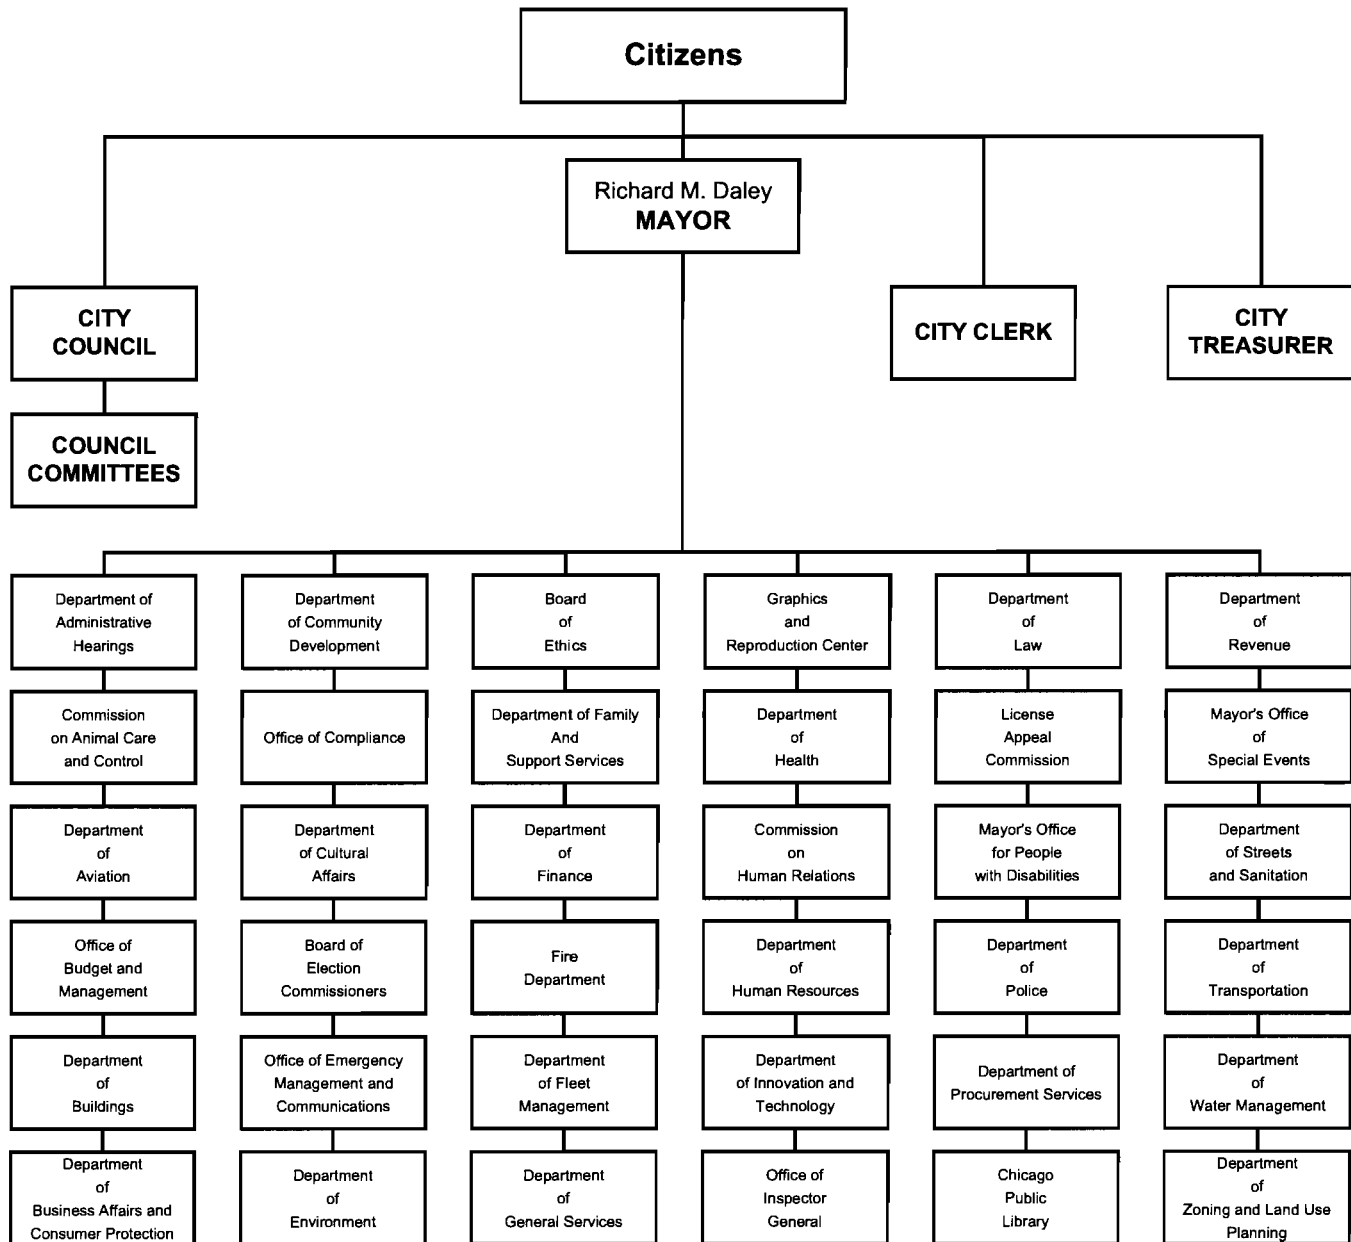 Citizens
Richard M. Daley
MAYOR
CITY
COUNCIL
CITY CLERK
CITY
TREASURER
COUNCIL
COMMITTEES
Department of
Administrative
Hearings
Department
of Community
Development
Board
of
Ethics
Graphics
and
Reproduction Center
Department
of
Law
Department
of
Revenue
Commission
on Animal Care
and Control
Office of Compliance
Department of Family
And
Support Services
Department
of
Health
License
Appeal
Commission
Mayor's Office
of
Special Events
Department
of
Aviation
Department
of Cultural
Affairs
Department
of
Finance
Commission
on
Human Relations
Mayor's Office
for People
with Disabilities
Department
of Streets
and Sanitation
Office of
Budget and
Management
Board of
Election
Commissioners
Fire
Department
Department
of
Human Resources
Department
of
Police
Department
of
Transportation
Department
of
Buildings
Office of Emergency
Management and
Communications
Department
of Fleet
Management
Department
of Innovation and
Technology
Department of
Procurement Services
Department
of
Water Management
Department
of
Business Affairs and
Consumer Protection
Department
of
Environment
Department
of
General Services
Office of
Inspector
General
Chicago
Public
Library
Department
of
Zoning and Land Use
Planning